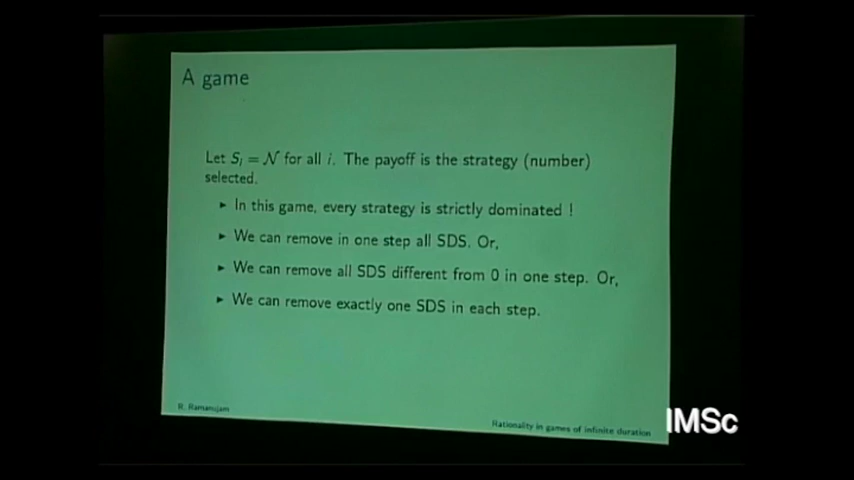 A game
Let Sᵢ = 𝒩 for all i. The payoff is the strategy (number)
selected.
▸ In this game, every strategy is strictly dominated !
▸ We can remove in one step all SDS. Or,
▸ We can remove all SDS different from 0 in one step. Or,
▸ We can remove exactly one SDS in each step.
R. Ramanujam
Rationality in games of infinite duration
IMSc